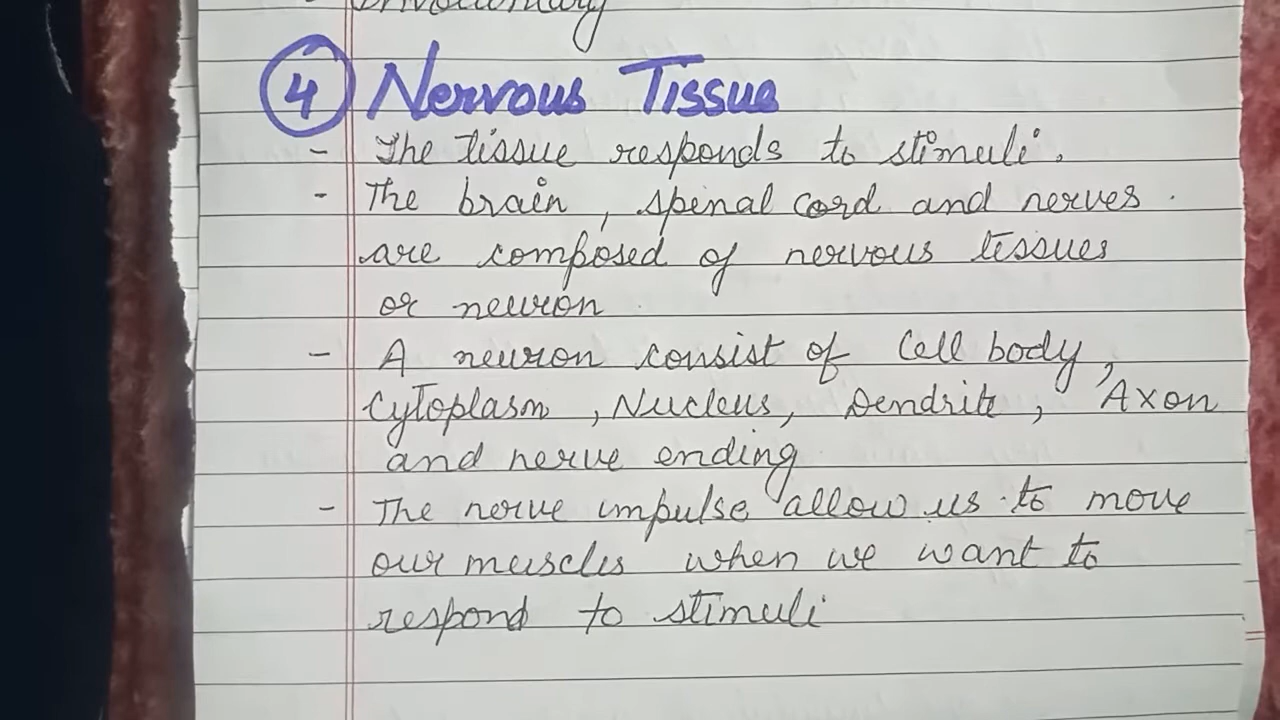 Involuntary
4 Nervous Tissue
- The tissue responds to stimuli.
- The brain, spinal cord and nerves.
are composed of nervous tissues
or neuron.
- A neuron consist of Cell body,
Cytoplasm, Nucleus, Dendrite, Axon
and nerve ending
- The nerve impulse allow us to move
our muscles when we want to
respond to stimuli